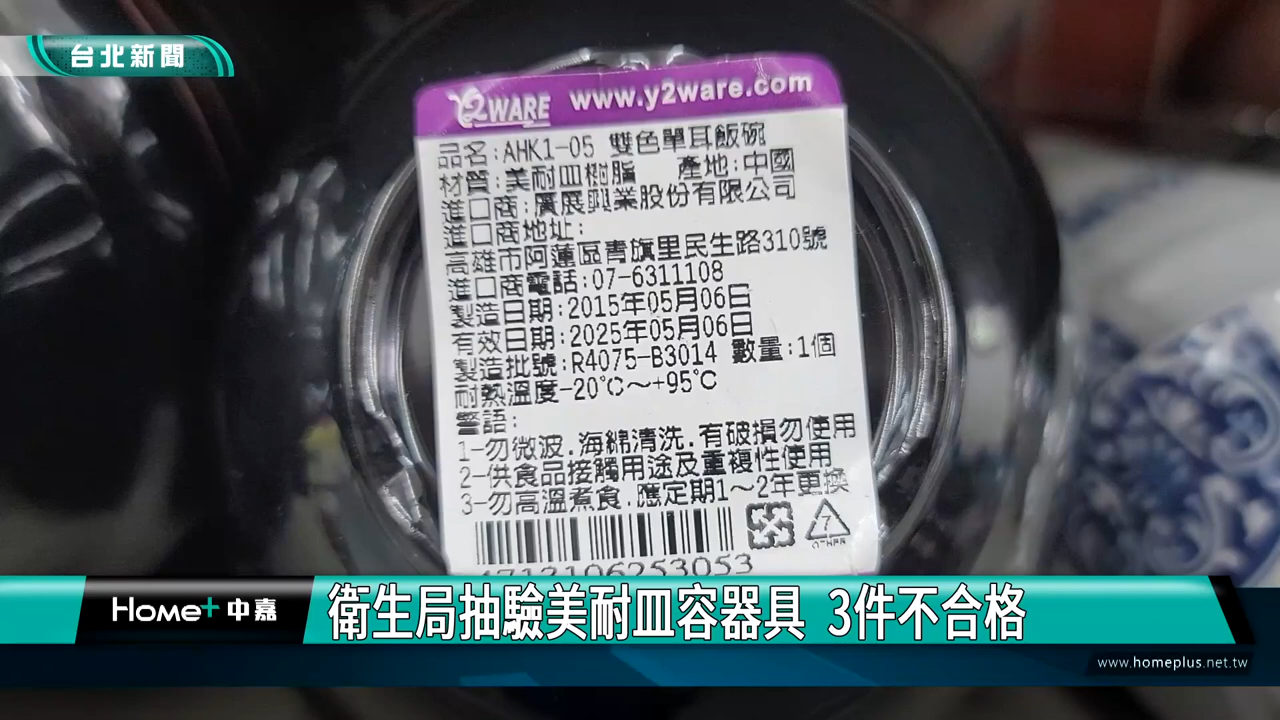 台北新聞
Y2WARE www.y2ware.com
品名:AHK1-05 雙色單耳飯碗
材質:美耐皿樹脂 產地:中國
進口商:廣展興業股份有限公司
進口商地址:
高雄市阿蓮區青旗里民生路310號
進口商電話:07-6311108
製造日期:2015年05月06日
有效日期:2025年05月06日
製造批號:R4075-B3014 數量:1個
耐熱溫度-20℃~+95℃
警語:
1-勿微波.海綿清洗.有破損勿使用
2-供食品接觸用途及重複性使用
3-勿高溫煮食.應定期1~2年更換
7
OTHER
4713106253053
Home+中嘉
衛生局抽驗美耐皿容器具 3件不合格
www.homeplus.net.tw